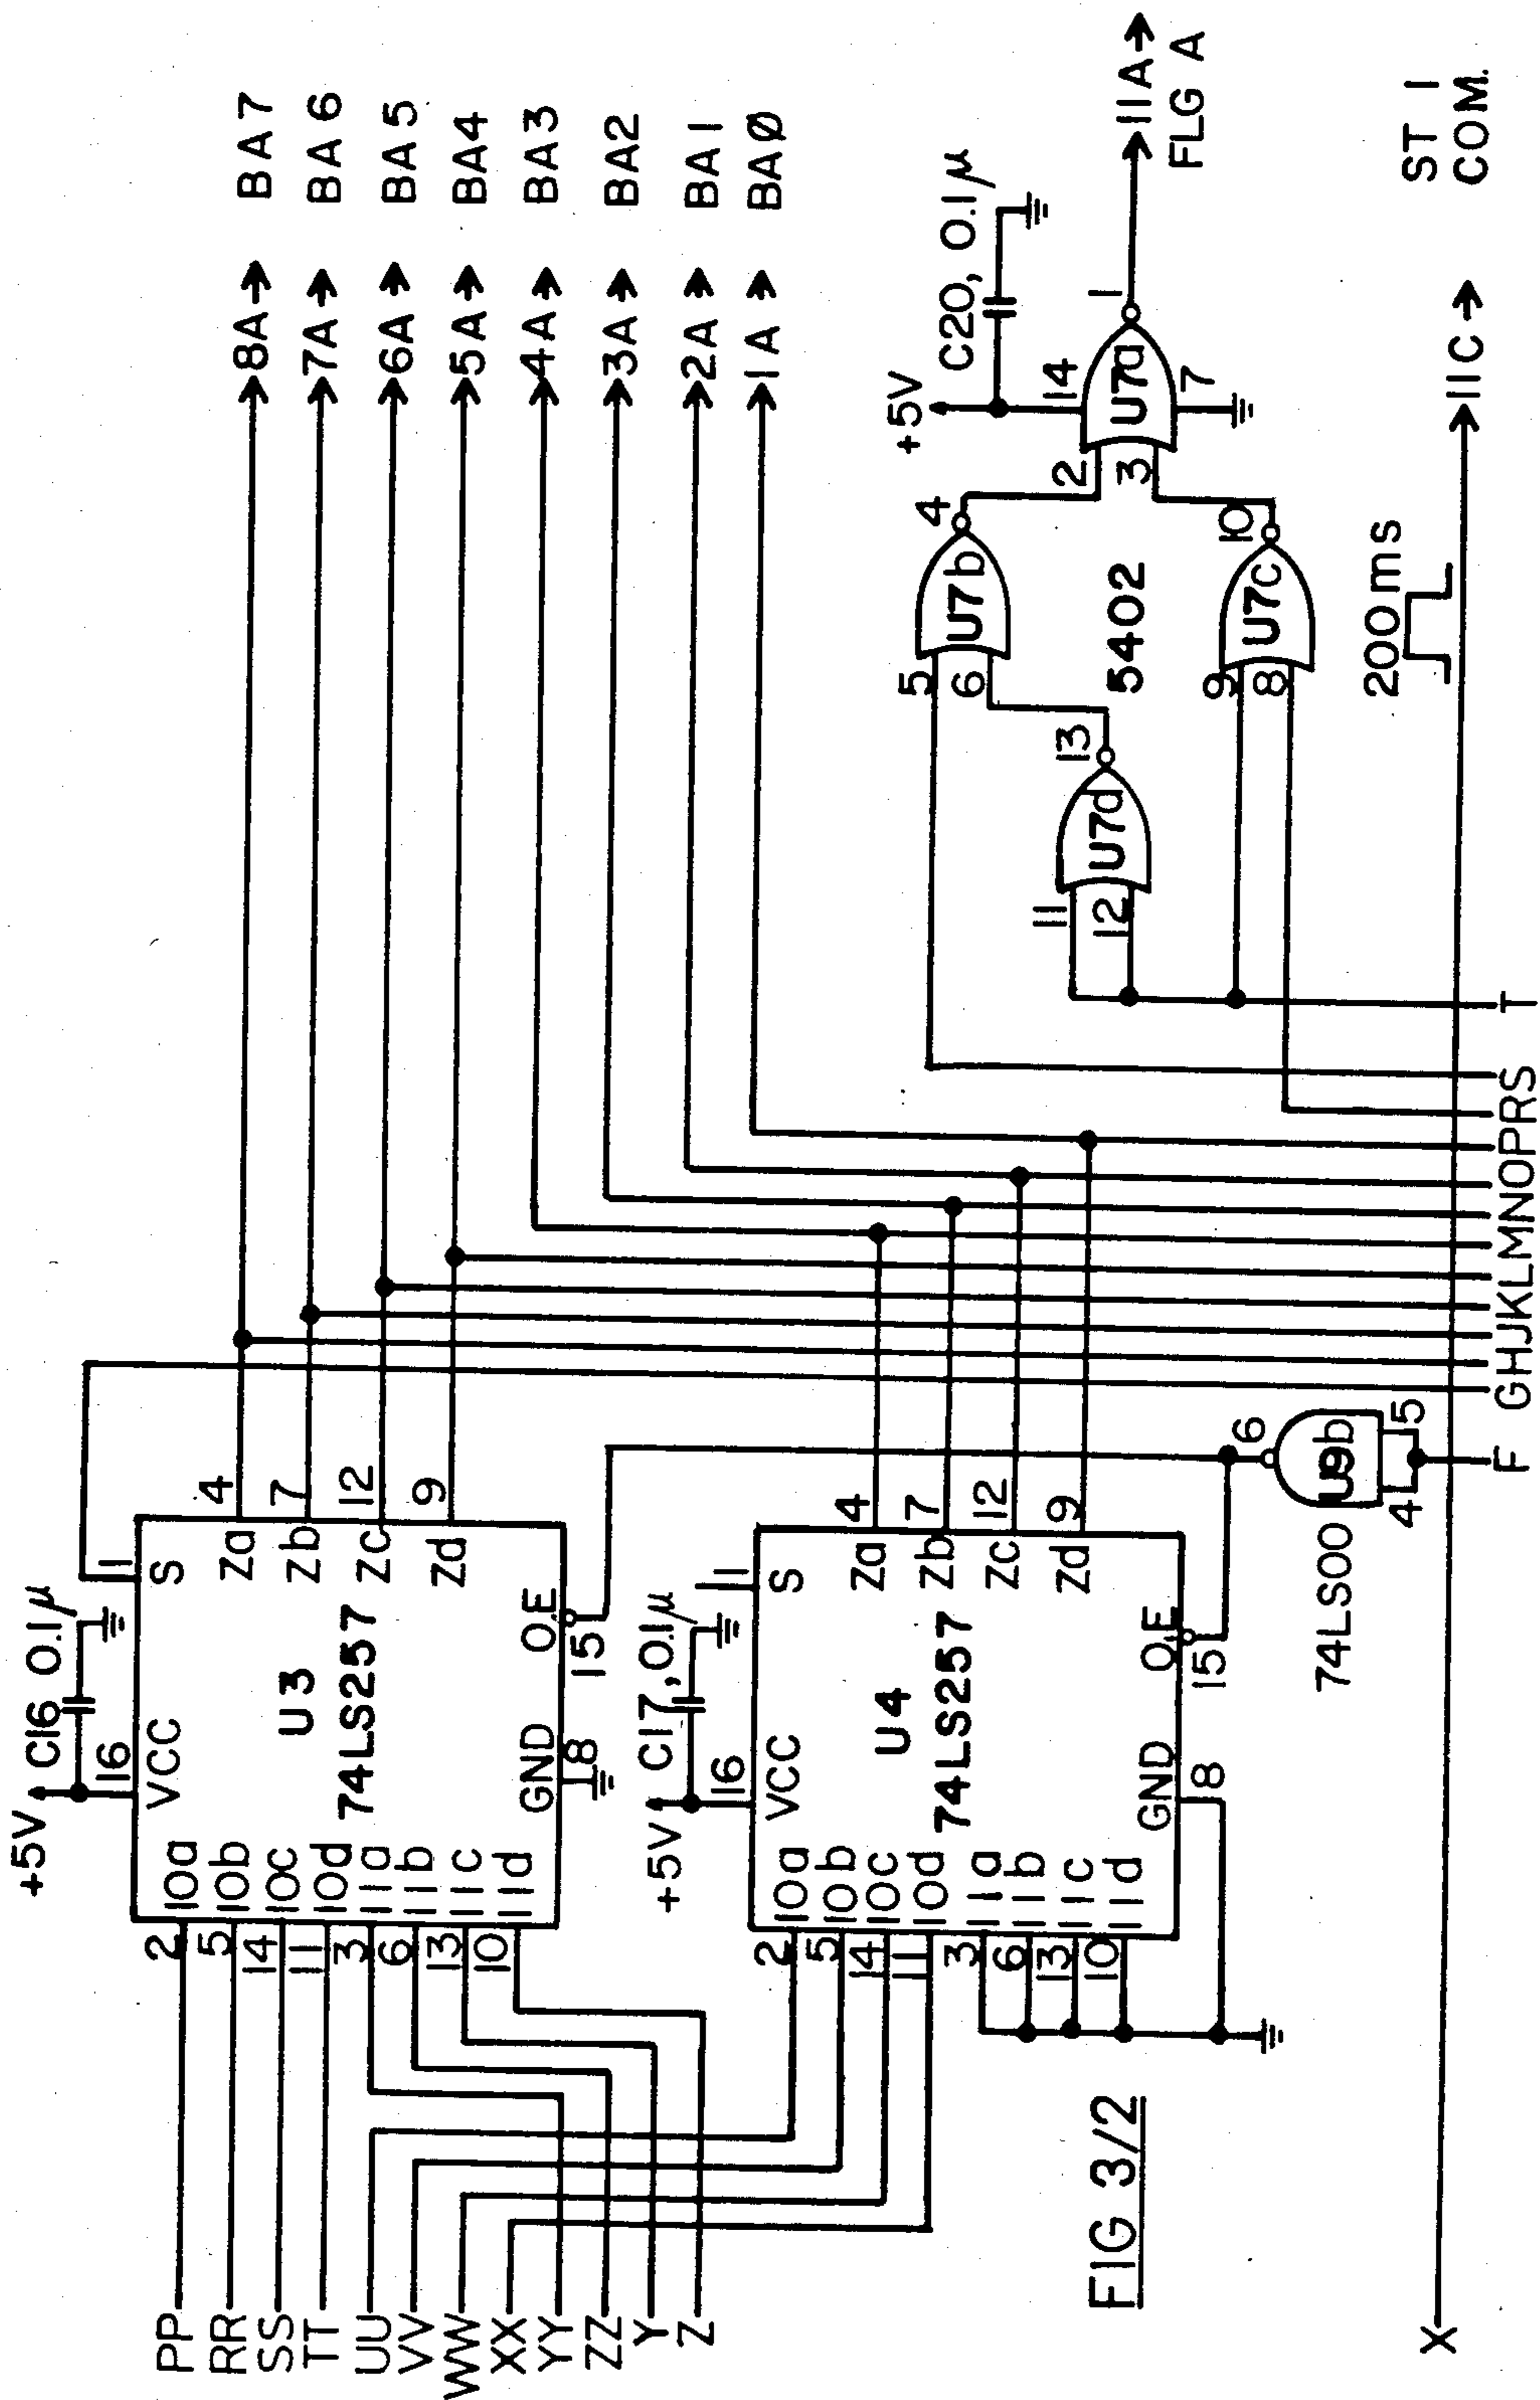 +5V
C16 0.1µ
16
VCC
1
S
U3
74LS257
I0a
I0b
I0c
I0d
I1a
I1b
I1c
I1d
2
5
14
11
3
6
13
10
Za
Zb
Zc
Zd
4
7
12
9
GND
8
O.E
15
PP
RR
SS
TT
UU
VV
WW
XX
YY
ZZ
Y
Z
+5V
C17, 0.1µ
16
VCC
1
S
U4
74LS257
I0a
I0b
I0c
I0d
I1a
I1b
I1c
I1d
2
5
14
11
3
6
13
10
Za
Zb
Zc
Zd
4
7
12
9
GND
8
O.E
15
74LS00
U9b
4
5
6
8A BA7
7A BA6
6A BA5
5A BA4
4A BA3
3A BA2
2A BA1
1A BAØ
+5V
C20, 0.1µ
14
U7a
2
3
1
7
11A
FLG A
U7b
5
6
4
5402
U7d
11
12
13
U7c
9
8
10
200ms
X
11C
ST 1
COM.
F G H J K L M N O P R S T
FIG 3/2